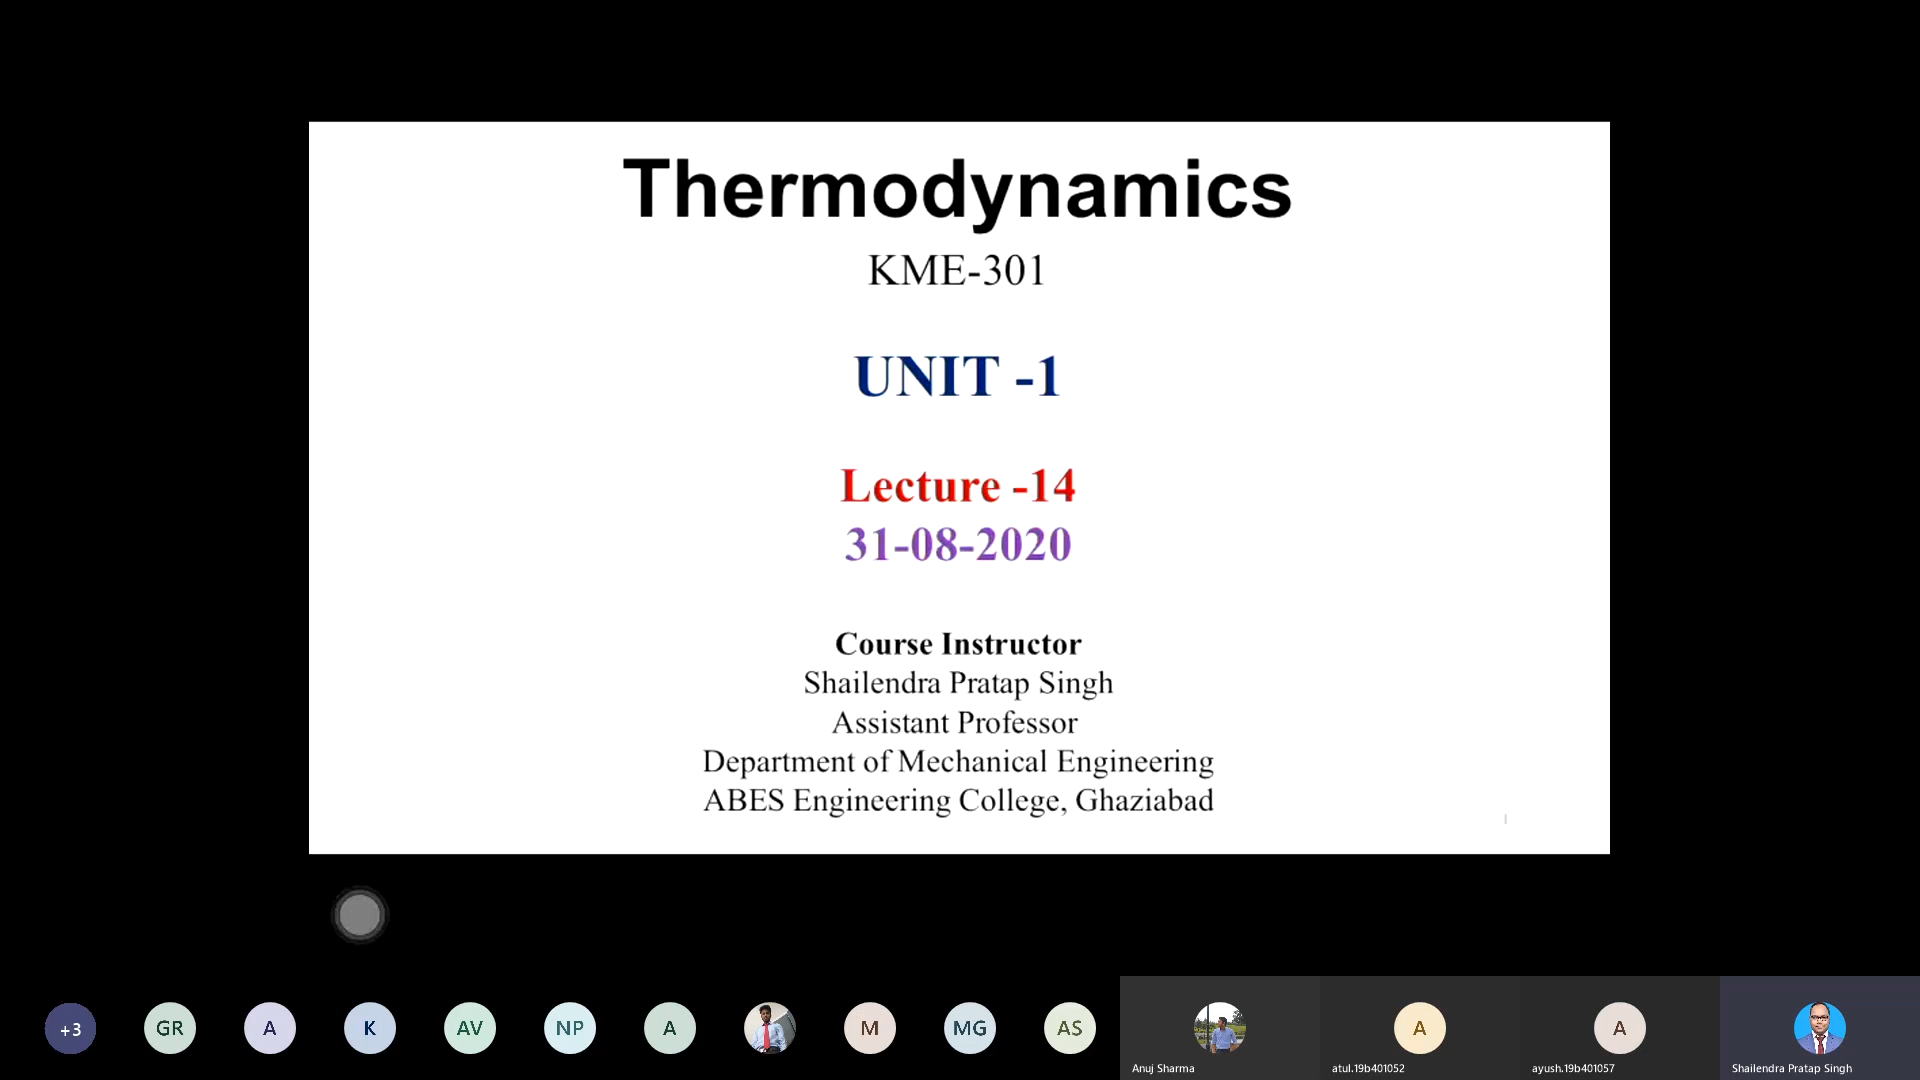 Thermodynamics
KME-301
UNIT -1
Lecture -14
31-08-2020
Course Instructor
Shailendra Pratap Singh
Assistant Professor
Department of Mechanical Engineering
ABES Engineering College, Ghaziabad
+3
GR
A
K
AV
NP
A
M
MG
AS
Anuj Sharma
A
atul.19b401052
A
ayush.19b401057
Shailendra Pratap Singh